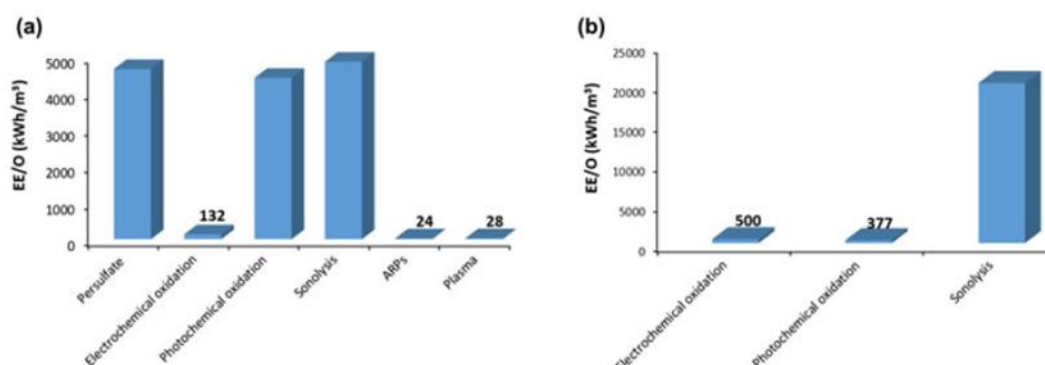 (a)
EE/O (kWh/m³)
5000
4000
3000
2000
1000
0
132
24
28
Persulfate
Electrochemical oxidation
Photochemical oxidation
Sonolysis
ARPs
Plasma
(b)
EE/O (kWh/m³)
25000
20000
15000
10000
5000
0
500
377
Electrochemical oxidation
Photochemical oxidation
Sonolysis